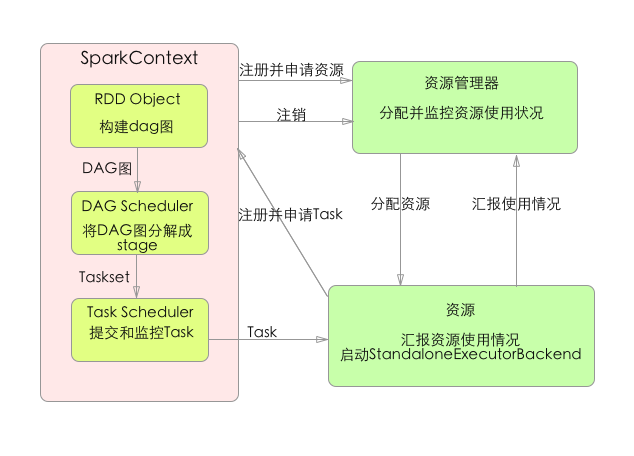 SparkContext
RDD Object
构建dag图
DAG图
DAG Scheduler
将DAG图分解成
stage
Taskset
Task Scheduler
提交和监控Task
注册并申请资源
注销
资源管理器
分配并监控资源使用状况
注册并申请Task
分配资源
汇报使用情况
Task
资源
汇报资源使用情况
启动StandaloneExecutorBackend